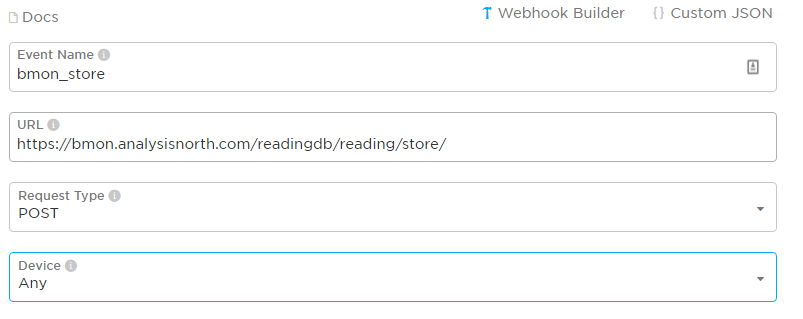 Docs
Webhook Builder
{ } Custom JSON
Event Name
bmon_store
URL
https://bmon.analysisnorth.com/readingdb/reading/store/
Request Type
POST
Device
Any